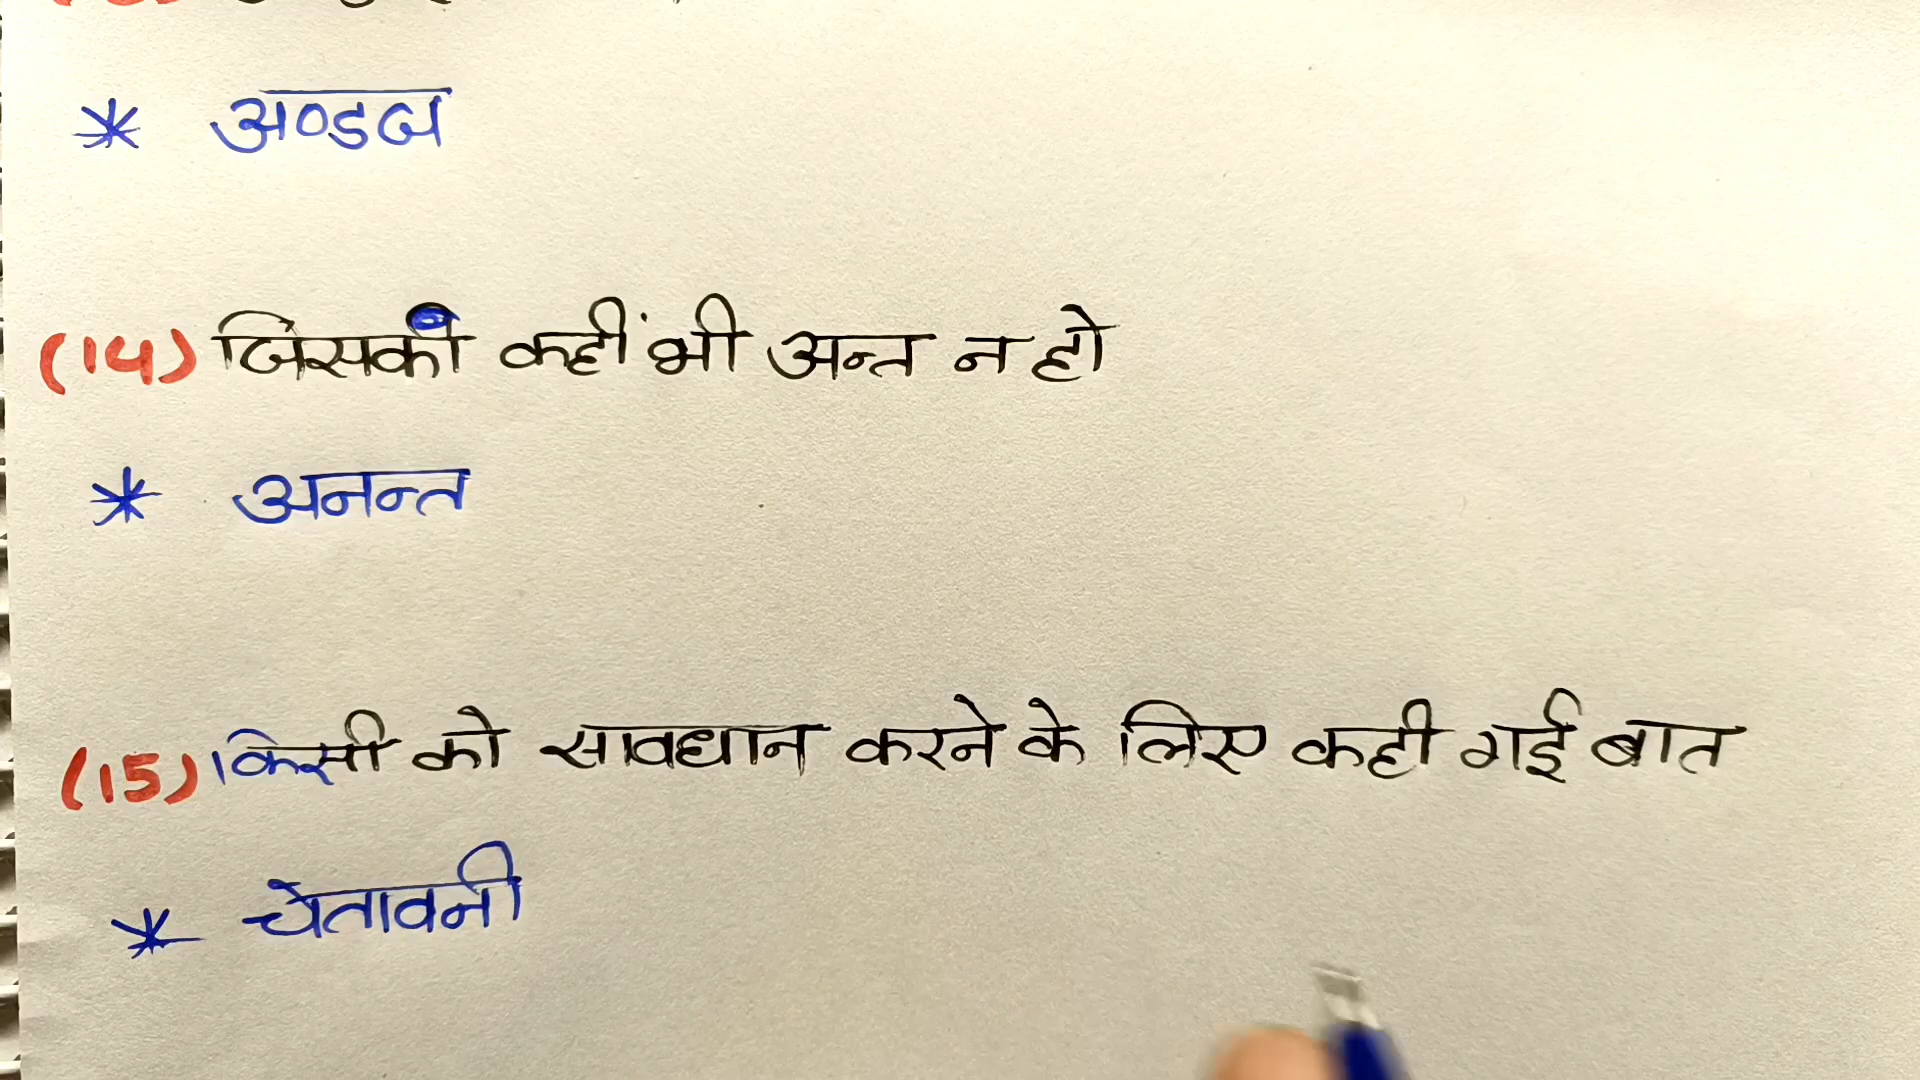 * अण्डज
(14) जिसकी कहीं भी अन्त न हो
* अनन्त
(15) किसी को सावधान करने के लिए कही गई बात
* चेतावनी